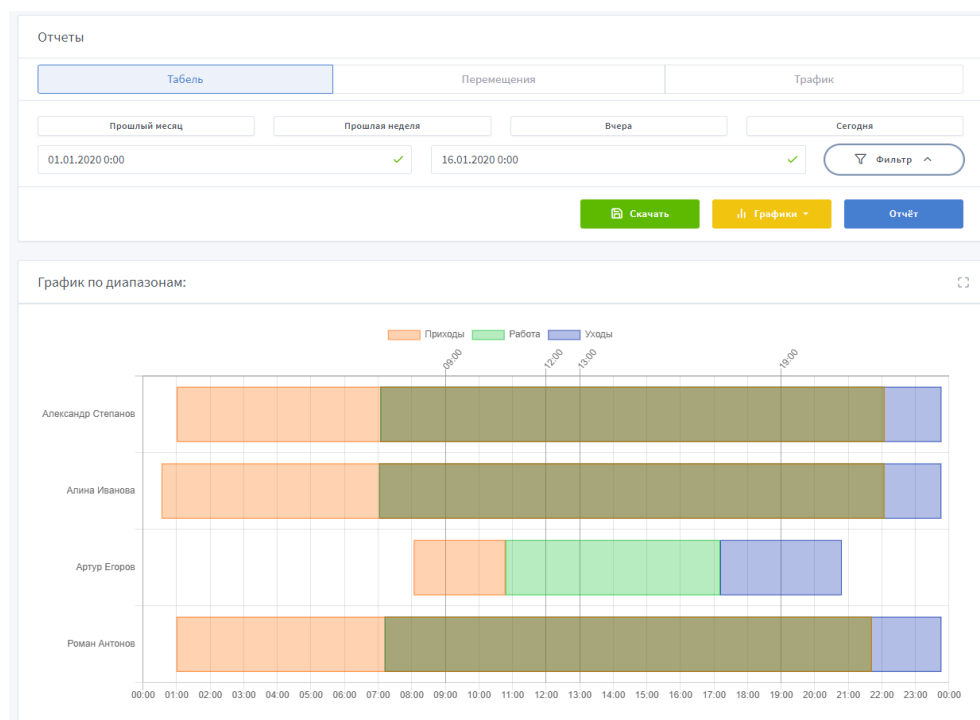 Отчеты
Табель Перемещения Трафик
Прошлый месяц Прошлая неделя Вчера Сегодня
01.01.2020 0:00 16.01.2020 0:00 Фильтр
Скачать Графики Отчёт
График по диапазонам:
Приходы Работа Уходы
09:00 12:00 13:00 19:00
Александр Степанов
Алина Иванова
Артур Егоров
Роман Антонов
00:00 01:00 02:00 03:00 04:00 05:00 06:00 07:00 08:00 09:00 10:00 11:00 12:00 13:00 14:00 15:00 16:00 17:00 18:00 19:00 20:00 21:00 22:00 23:00 00:00